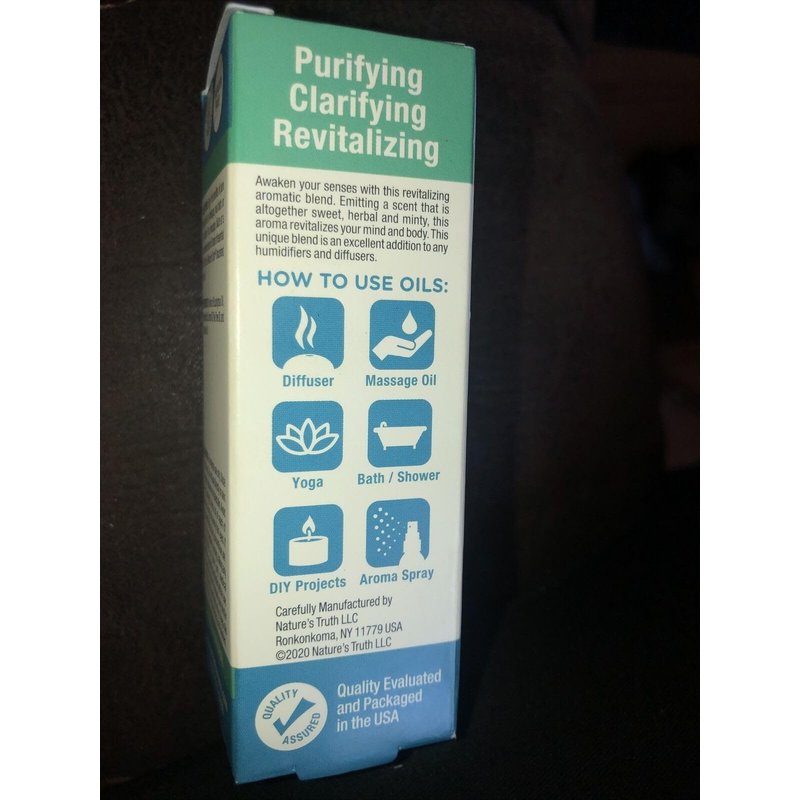 Purifying
Clarifying
Revitalizing
Awaken your senses with this revitalizing
aromatic blend. Emitting a scent that is
altogether sweet, herbal and minty, this
aroma revitalizes your mind and body. This
unique blend is an excellent addition to any
humidifiers and diffusers.
HOW TO USE OILS:
Diffuser
Massage Oil
Yoga
Bath / Shower
DIY Projects
Aroma Spray
Carefully Manufactured by
Nature's Truth LLC
Ronkonkoma, NY 11779 USA
©2020 Nature's Truth LLC
QUALITY
ASSURED
Quality Evaluated
and Packaged
in the USA